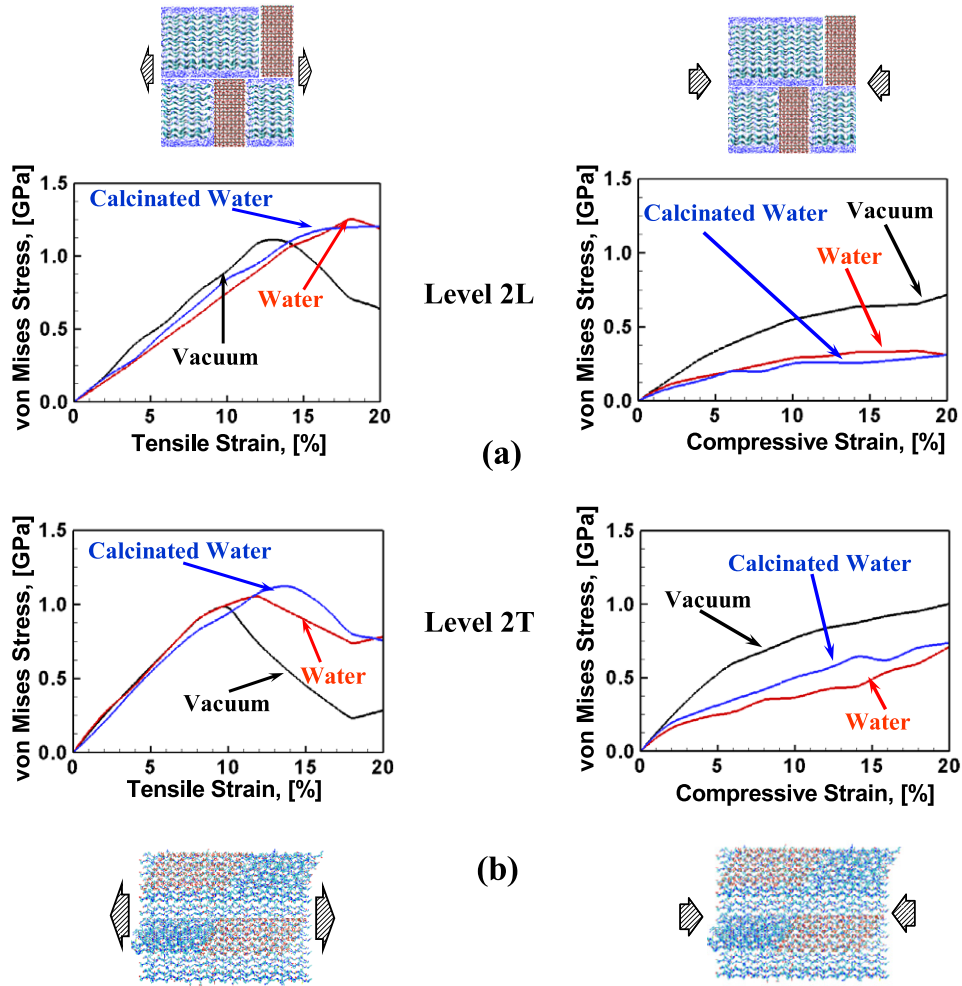 von Mises Stress, [GPa]
1.5
1.0
0.5
0.0
0 5 10 15 20
Tensile Strain, [%]
Calcinated Water
Water
Vacuum
Level 2L
von Mises Stress, [GPa]
1.5
1.0
0.5
0.0
0 5 10 15 20
Compressive Strain, [%]
Vacuum
Calcinated Water
Water
(a)
von Mises Stress, [GPa]
1.5
1.0
0.5
0.0
0 5 10 15 20
Tensile Strain, [%]
Calcinated Water
Water
Vacuum
Level 2T
von Mises Stress, [GPa]
1.5
1.0
0.5
0.0
0 5 10 15 20
Compressive Strain, [%]
Calcinated Water
Vacuum
Water
(b)